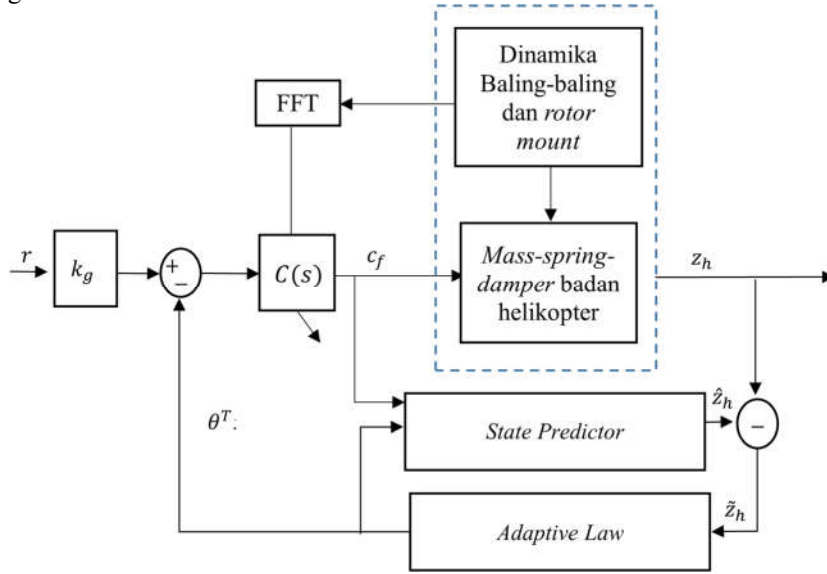 g
Dinamika
Baling-baling
dan rotor
mount
FFT
r
k_g
+
−
C(s)
c_f
Mass-spring-
damper badan
helikopter
z_h
θ^T :
State Predictor
ẑ_h
−
z̃_h
Adaptive Law